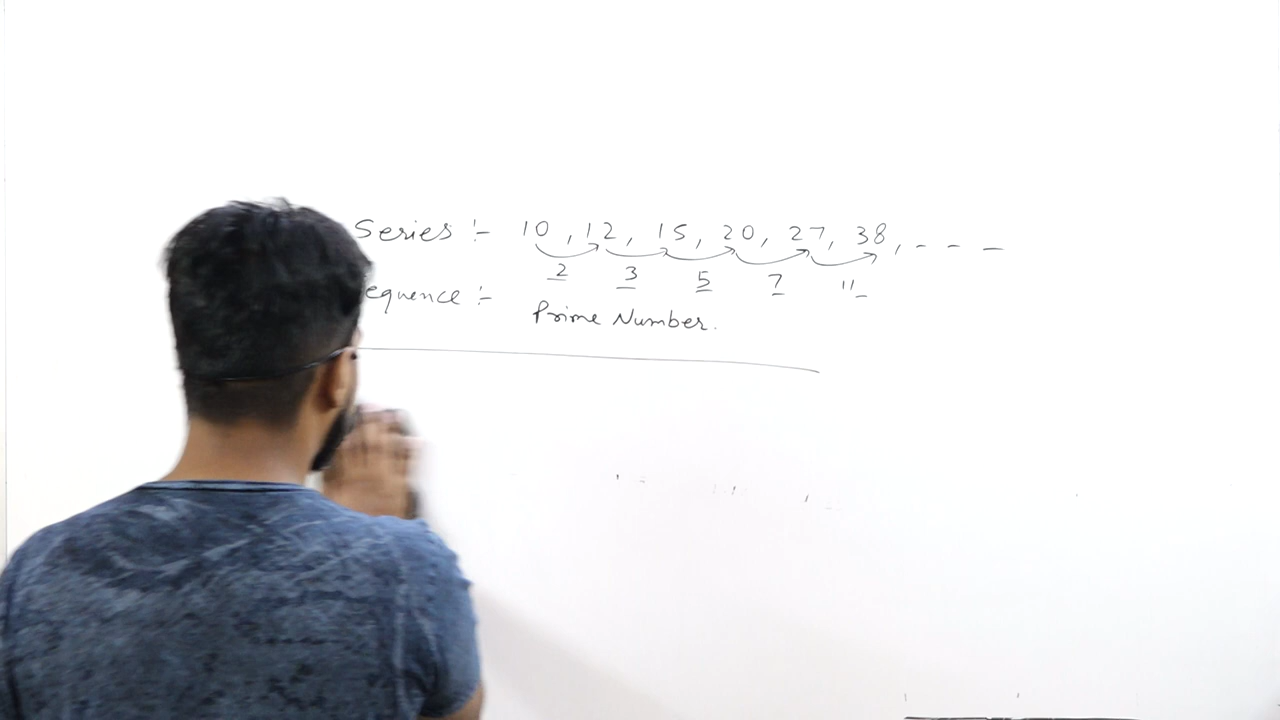 Series :- 10, 12, 15, 20, 27, 38, - - -
2 3 5 7 11
equence :- Prime Number.